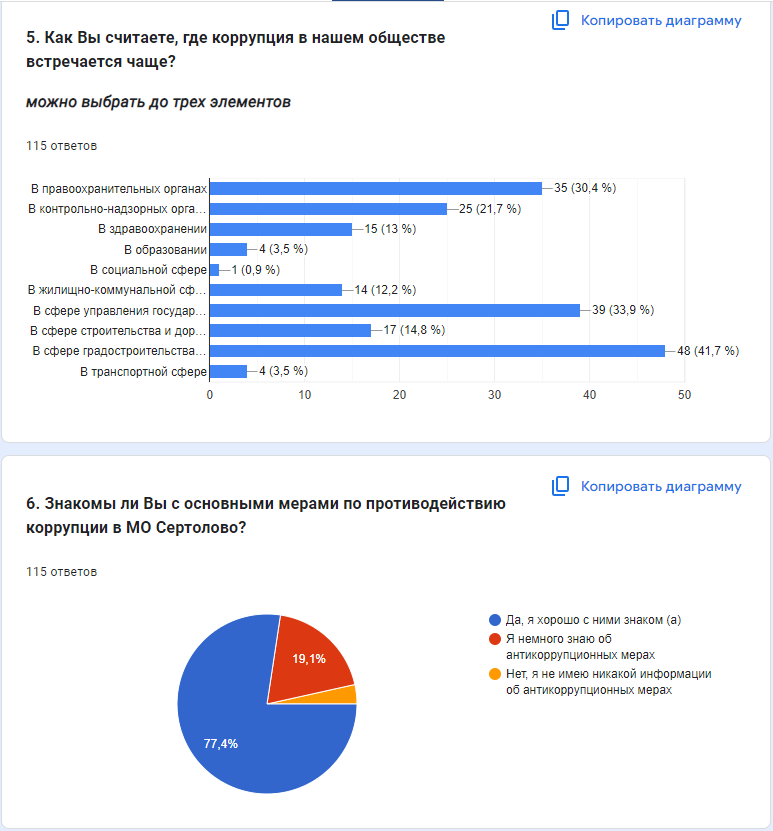 Копировать диаграмму
5. Как Вы считаете, где коррупция в нашем обществе
встречается чаще?
можно выбрать до трех элементов
115 ответов
В правоохранительных органах 35 (30,4 %)
В контрольно-надзорных орга… 25 (21,7 %)
В здравоохранении 15 (13 %)
В образовании 4 (3,5 %)
В социальной сфере 1 (0,9 %)
В жилищно-коммунальной сф… 14 (12,2 %)
В сфере управления государ… 39 (33,9 %)
В сфере строительства и дор… 17 (14,8 %)
В сфере градостроительства… 48 (41,7 %)
В транспортной сфере 4 (3,5 %)
0 10 20 30 40 50
Копировать диаграмму
6. Знакомы ли Вы с основными мерами по противодействию
коррупции в МО Сертолово?
115 ответов
Да, я хорошо с ними знаком (а)
Я немного знаю об
антикоррупционных мерах
Нет, я не имею никакой информации
об антикоррупционных мерах
19,1%
77,4%